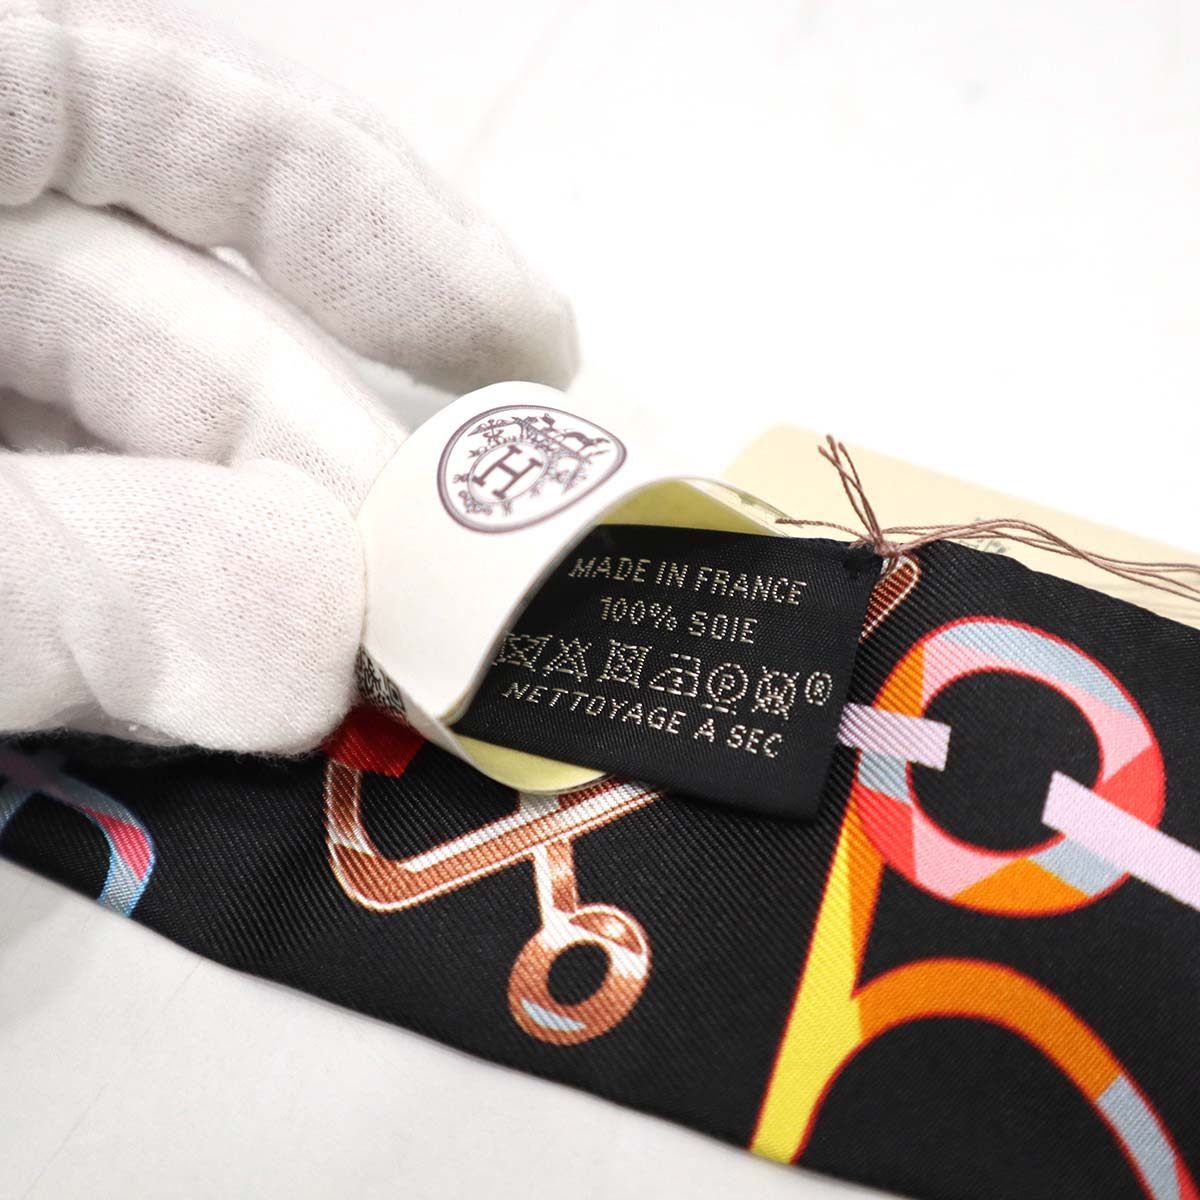 H
MADE IN FRANCE
100% SOIE
P ®
NETTOYAGE A SEC